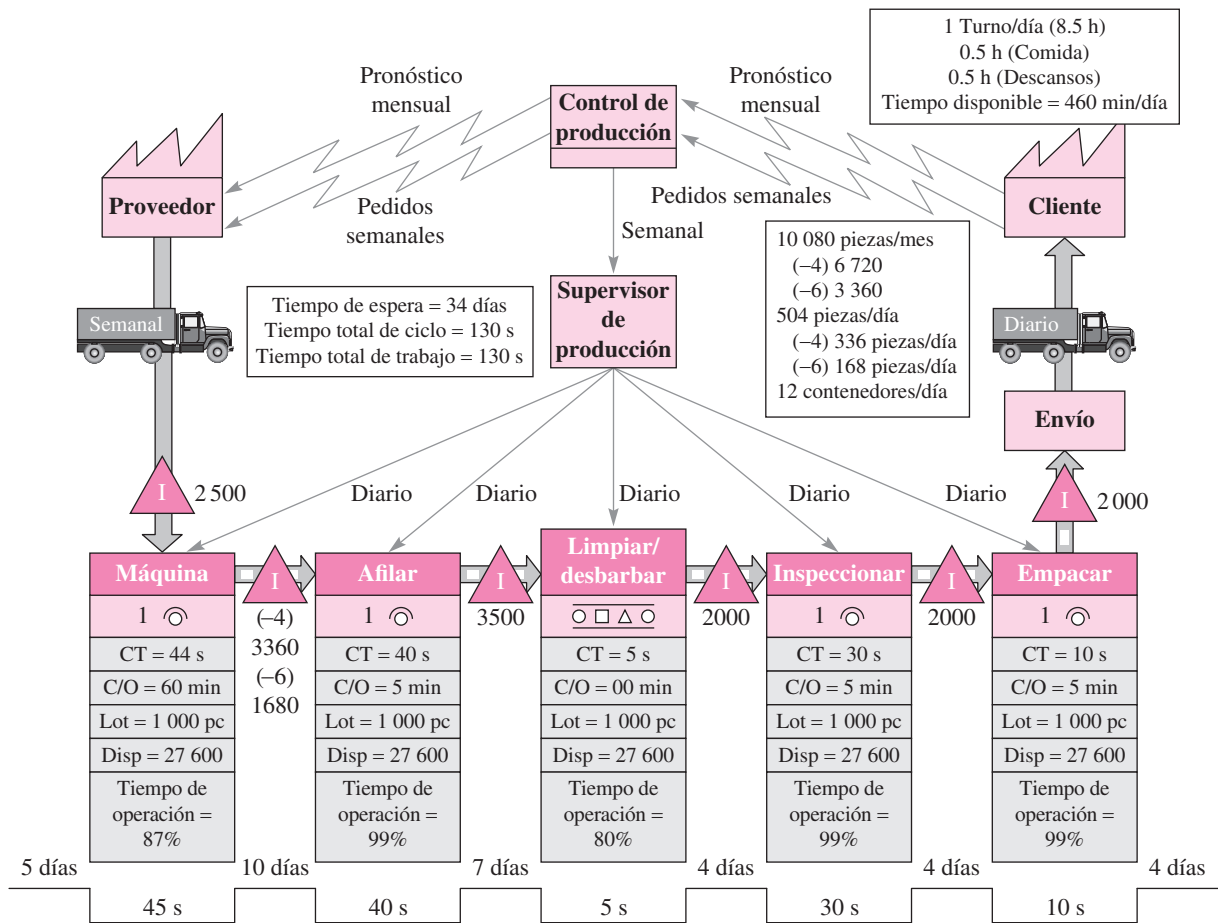 1 Turno/día (8.5 h)
0.5 h (Comida)
0.5 h (Descansos)
Tiempo disponible = 460 min/día
Pronóstico
mensual
Control de
producción
Pronóstico
mensual
Proveedor
Pedidos
semanales
Pedidos semanales
Cliente
Semanal
10 080 piezas/mes
(–4) 6 720
(–6) 3 360
504 piezas/día
(–4) 336 piezas/día
(–6) 168 piezas/día
12 contenedores/día
Tiempo de espera = 34 días
Tiempo total de ciclo = 130 s
Tiempo total de trabajo = 130 s
Supervisor
de
producción
Semanal
Diario
Envío
I
2 500
Diario
Diario
Diario
Diario
Diario
I
2 000
Máquina
1
CT = 44 s
C/O = 60 min
Lot = 1 000 pc
Disp = 27 600
Tiempo de
operación =
87%
I
(–4)
3360
(–6)
1680
Afilar
1
CT = 40 s
C/O = 5 min
Lot = 1 000 pc
Disp = 27 600
Tiempo de
operación =
99%
I
3500
Limpiar/
desbarbar
CT = 5 s
C/O = 00 min
Lot = 1 000 pc
Disp = 27 600
Tiempo de
operación =
80%
I
2000
Inspeccionar
1
CT = 30 s
C/O = 5 min
Lot = 1 000 pc
Disp = 27 600
Tiempo de
operación =
99%
I
2000
Empacar
1
CT = 10 s
C/O = 5 min
Lot = 1 000 pc
Disp = 27 600
Tiempo de
operación =
99%
5 días
10 días
7 días
4 días
4 días
4 días
45 s
40 s
5 s
30 s
10 s